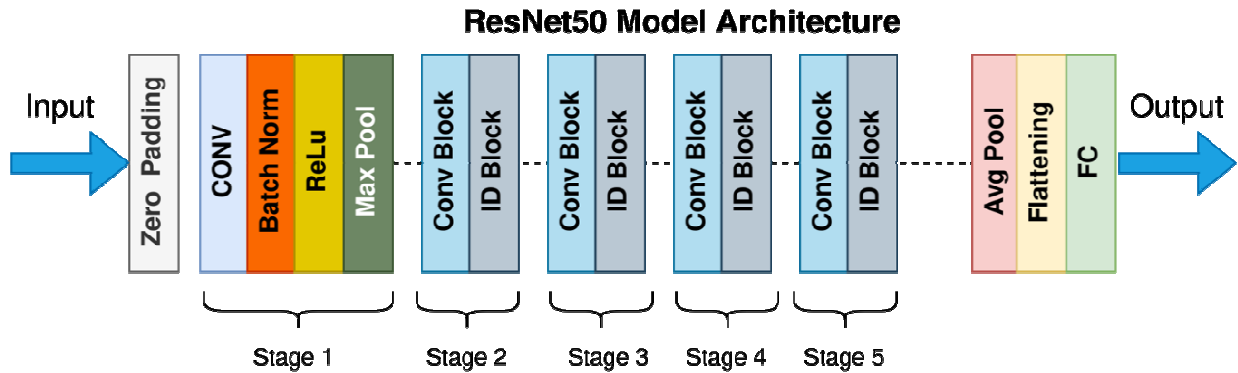 ResNet50 Model Architecture
Input
Zero Padding
CONV
Batch Norm
ReLu
Max Pool
Conv Block
ID Block
Conv Block
ID Block
Conv Block
ID Block
Conv Block
ID Block
Avg Pool
Flattening
FC
Output
Stage 1
Stage 2
Stage 3
Stage 4
Stage 5